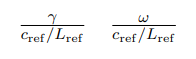 γ / (c_ref/L_ref)   ω / (c_ref/L_ref)